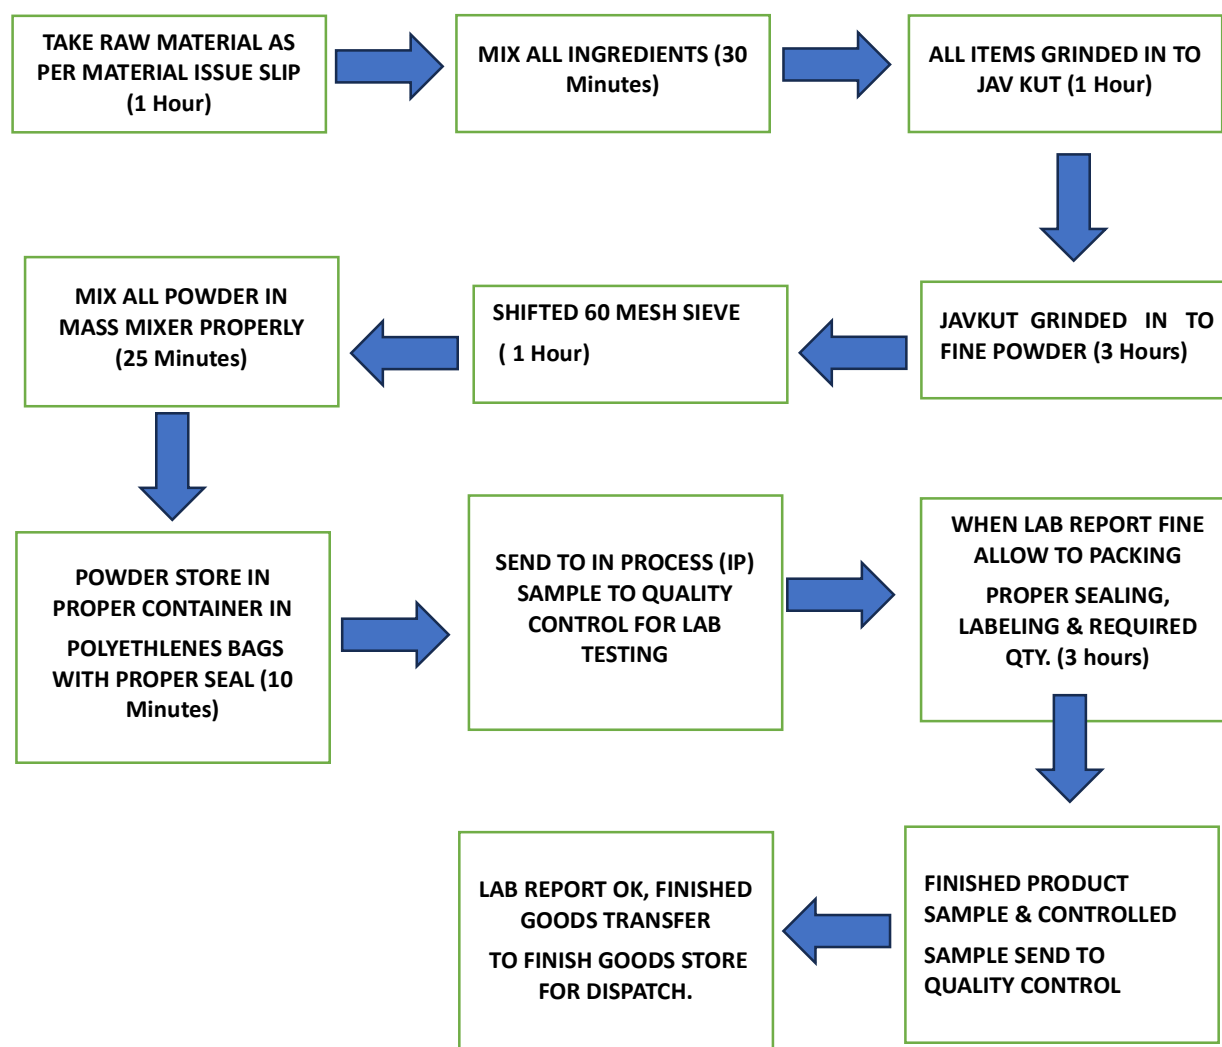 TAKE RAW MATERIAL AS
PER MATERIAL ISSUE SLIP
(1 Hour)
MIX ALL INGREDIENTS (30
Minutes)
ALL ITEMS GRINDED IN TO
JAV KUT (1 Hour)
JAVKUT GRINDED IN TO
FINE POWDER (3 Hours)
SHIFTED 60 MESH SIEVE
( 1 Hour)
MIX ALL POWDER IN
MASS MIXER PROPERLY
(25 Minutes)
POWDER STORE IN
PROPER CONTAINER IN
POLYETHLENES BAGS
WITH PROPER SEAL (10
Minutes)
SEND TO IN PROCESS (IP)
SAMPLE TO QUALITY
CONTROL FOR LAB
TESTING
WHEN LAB REPORT FINE
ALLOW TO PACKING
PROPER SEALING,
LABELING & REQUIRED
QTY. (3 hours)
FINISHED PRODUCT
SAMPLE & CONTROLLED
SAMPLE SEND TO
QUALITY CONTROL
LAB REPORT OK, FINISHED
GOODS TRANSFER
TO FINISH GOODS STORE
FOR DISPATCH.